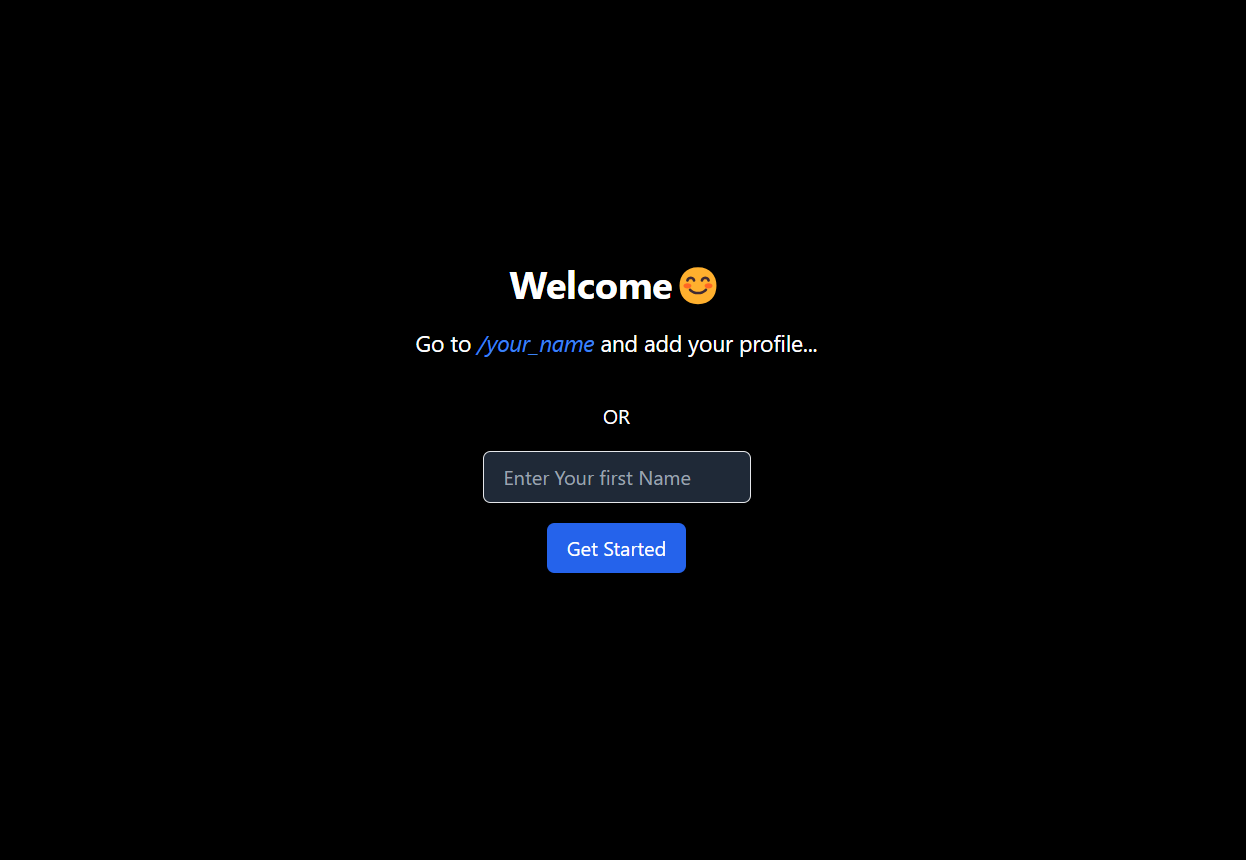 Welcome 😊
Go to /your_name and add your profile...
OR
Enter Your first Name
Get Started